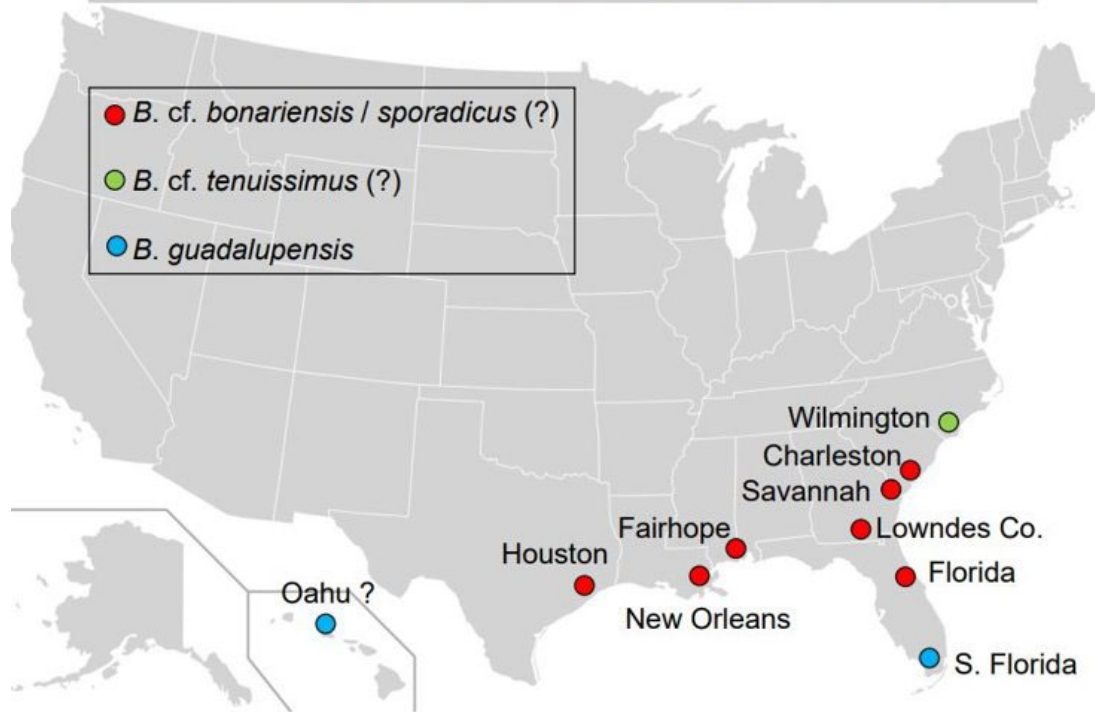 B. cf. bonariensis / sporadicus (?)
B. cf. tenuissimus (?)
B. guadalupensis
Wilmington
Charleston
Savannah
Fairhope
Lowndes Co.
Houston
Florida
Oahu ?
New Orleans
S. Florida